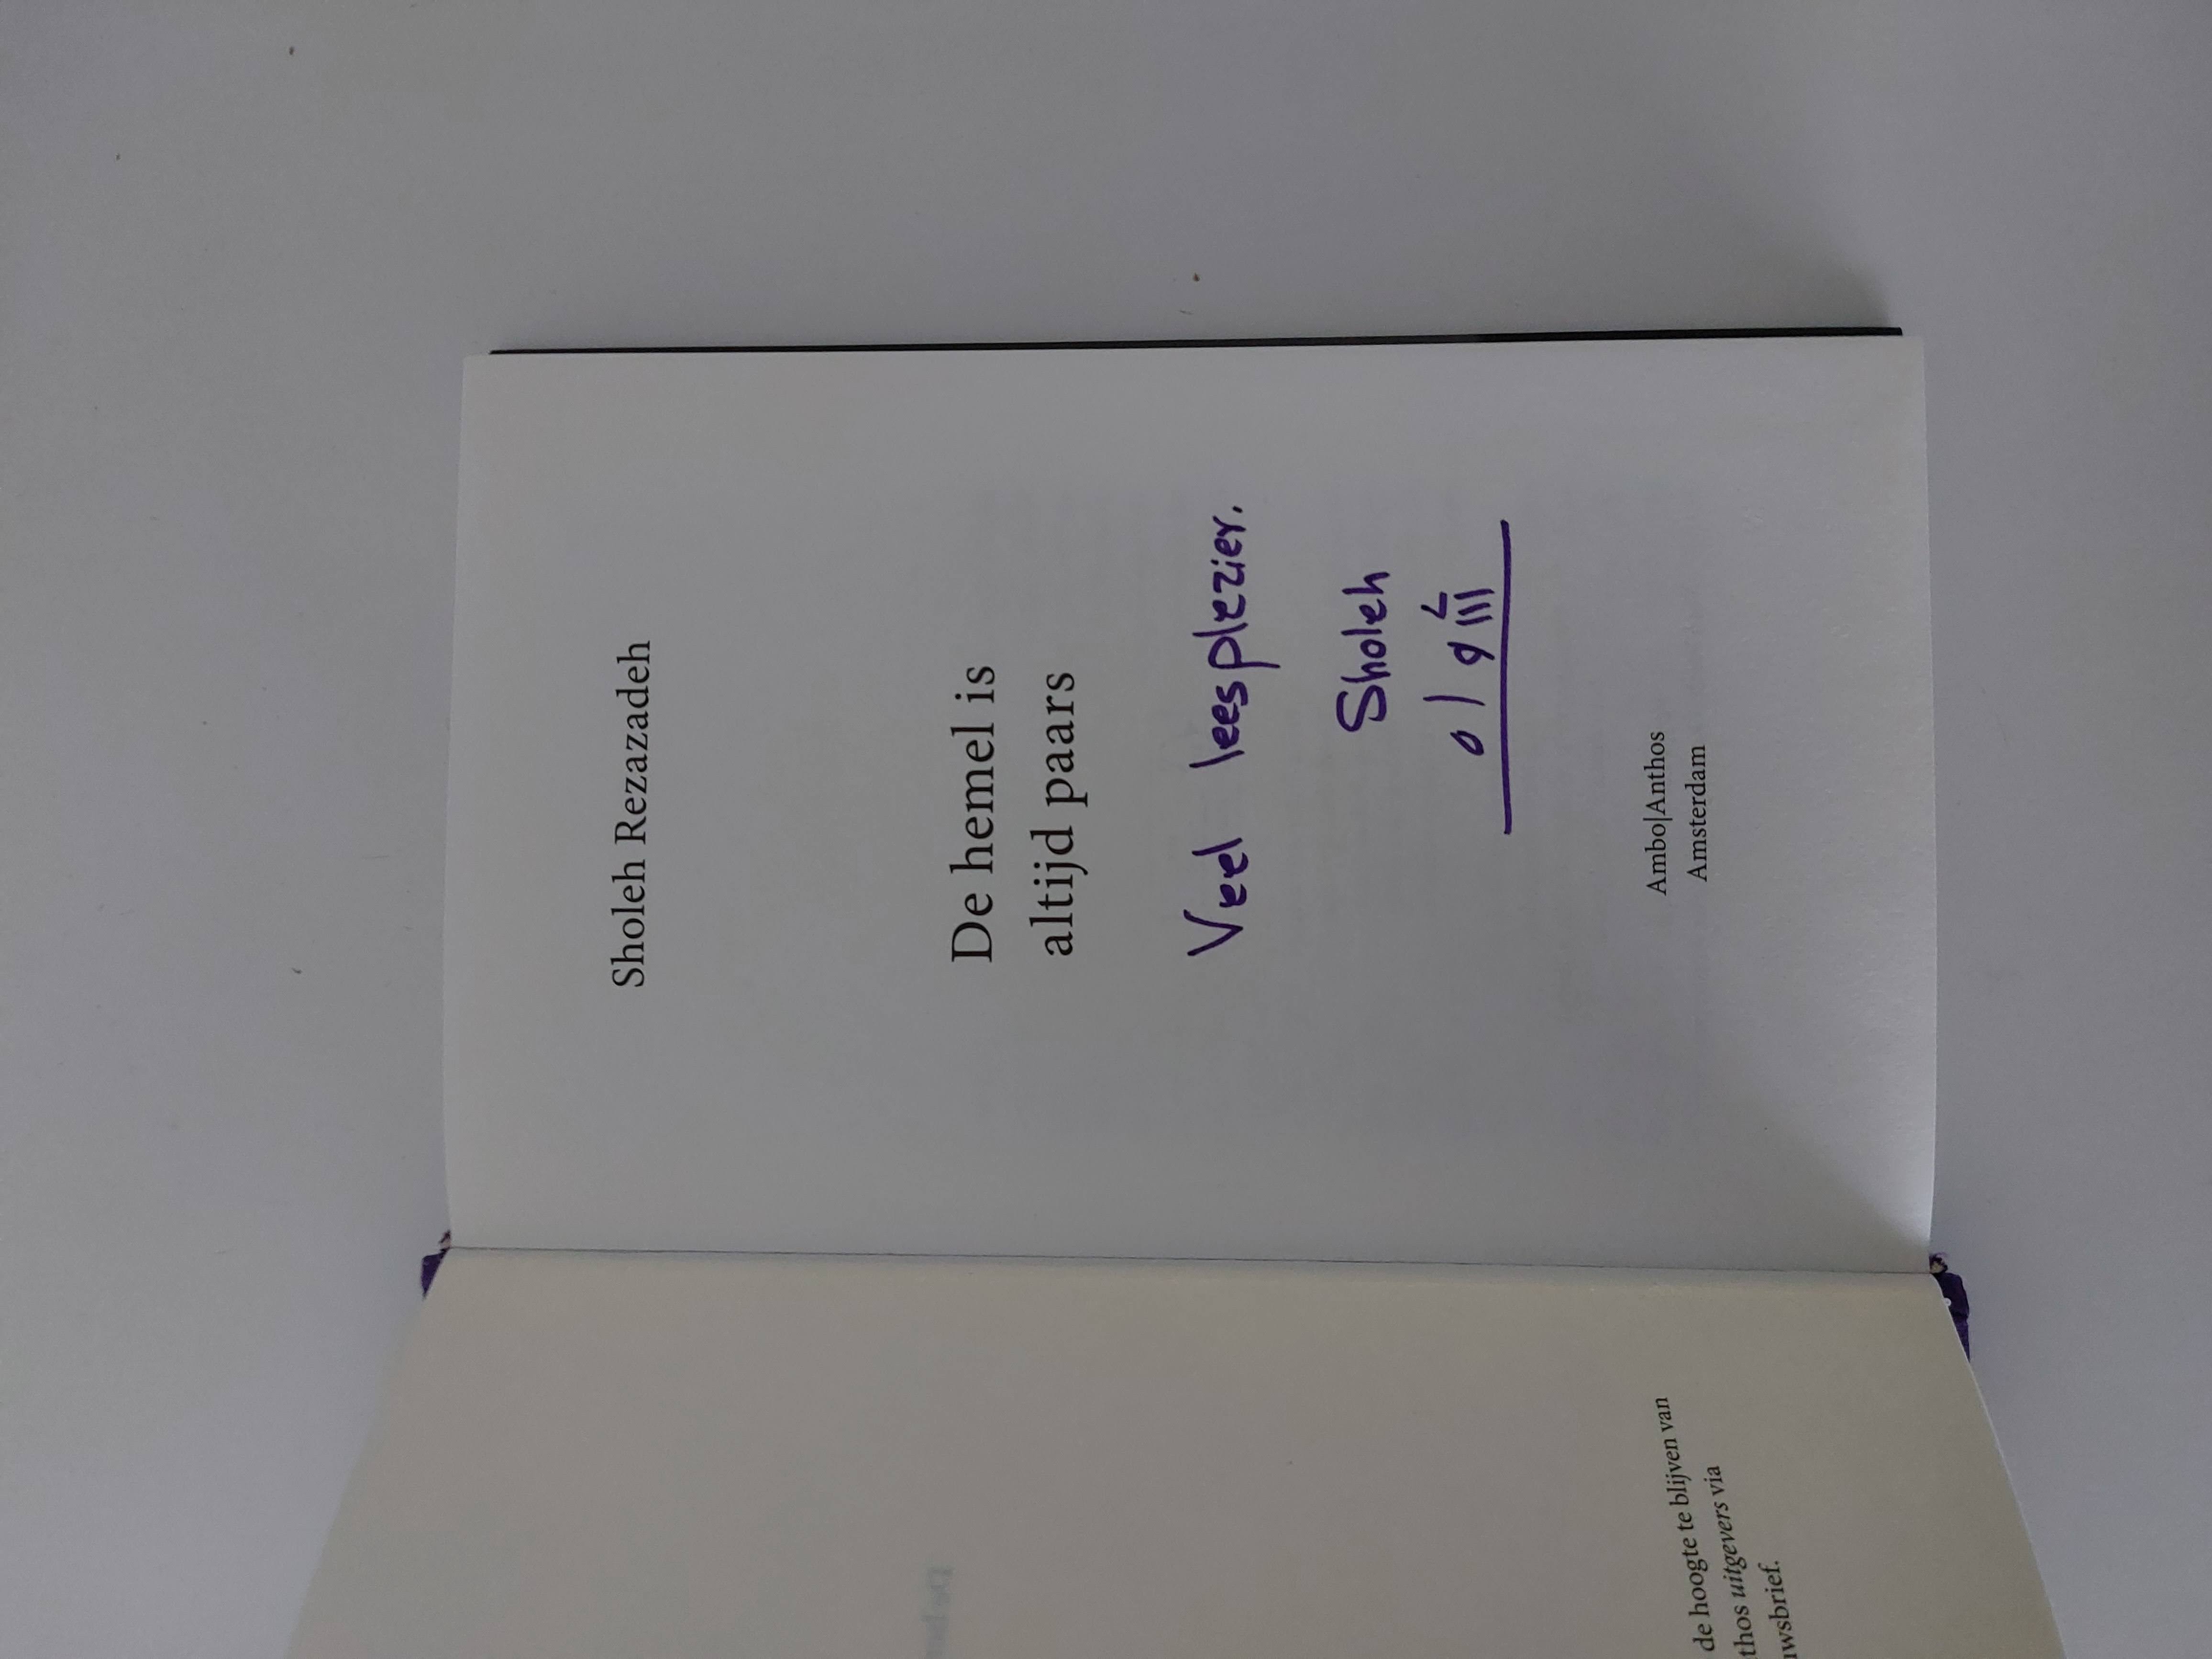 Sholeh Rezazadeh
De hemel is
altijd paars
Veel leesplezier.
Sholeh
Ambo|Anthos
Amsterdam
de hoogte te blijven van
thos uitgevers via
uwsbrief.